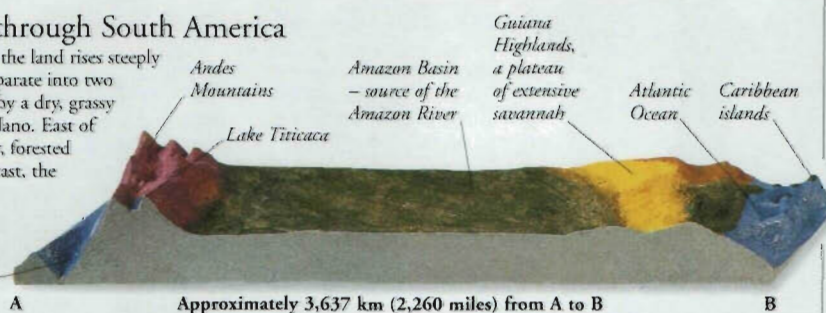 through South America
the land rises steeply
parate into two
by a dry, grassy
lano. East of
, forested
ast, the
Andes
Mountains
Lake Titicaca
Amazon Basin
– source of the
Amazon River
Guiana
Highlands,
a plateau
of extensive
savannah
Atlantic
Ocean
Caribbean
islands
A
Approximately 3,637 km (2,260 miles) from A to B
B